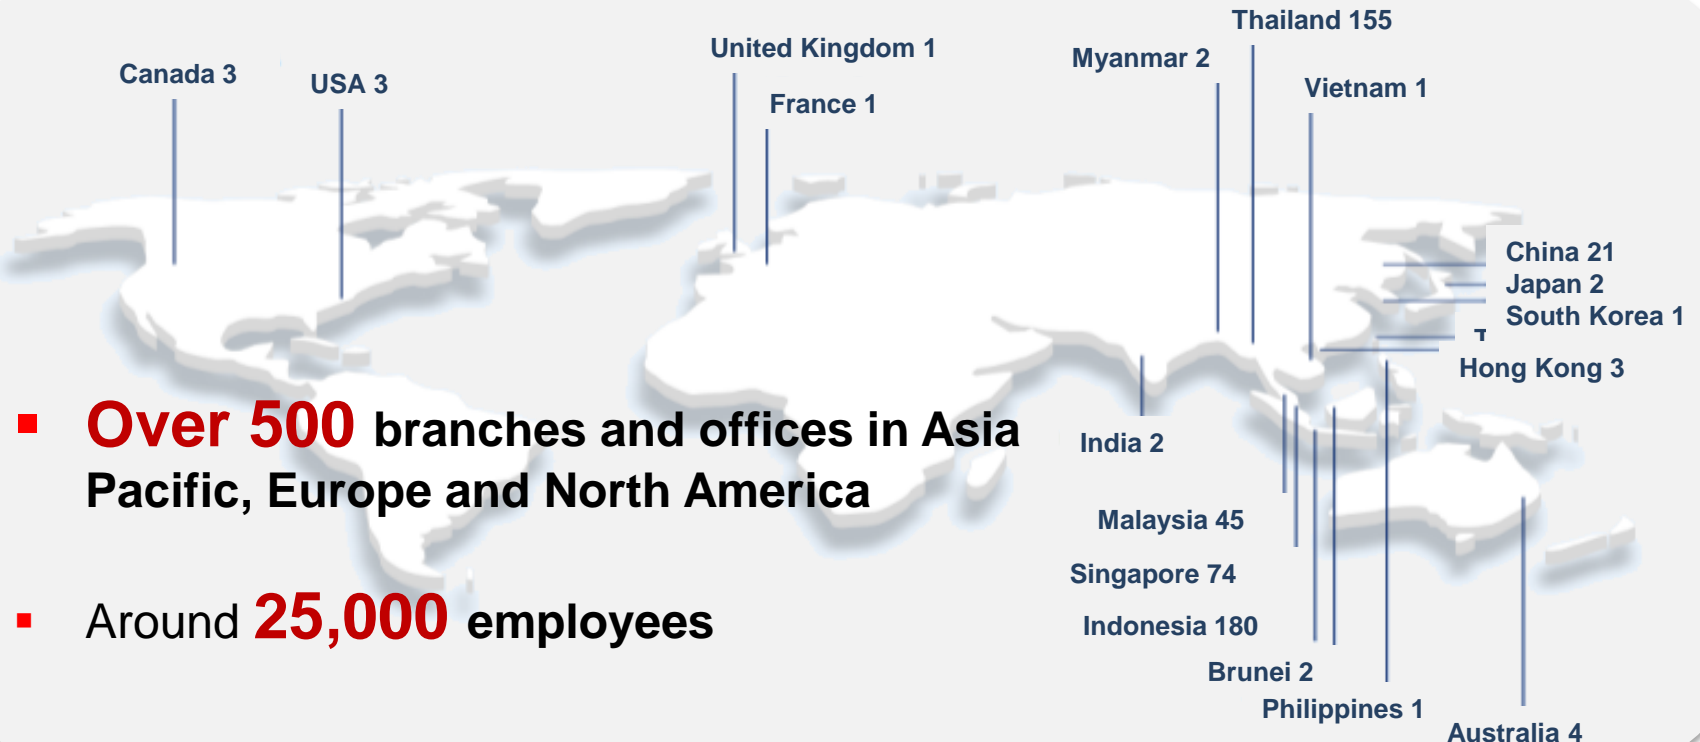 Thailand 155
United Kingdom 1
Myanmar 2
Canada 3
USA 3
Vietnam 1
France 1
China 21
Japan 2
South Korea 1
Hong Kong 3
▪ Over 500 branches and offices in Asia
Pacific, Europe and North America
India 2
Malaysia 45
Singapore 74
▪ Around 25,000 employees
Indonesia 180
Brunei 2
Philippines 1
Australia 4